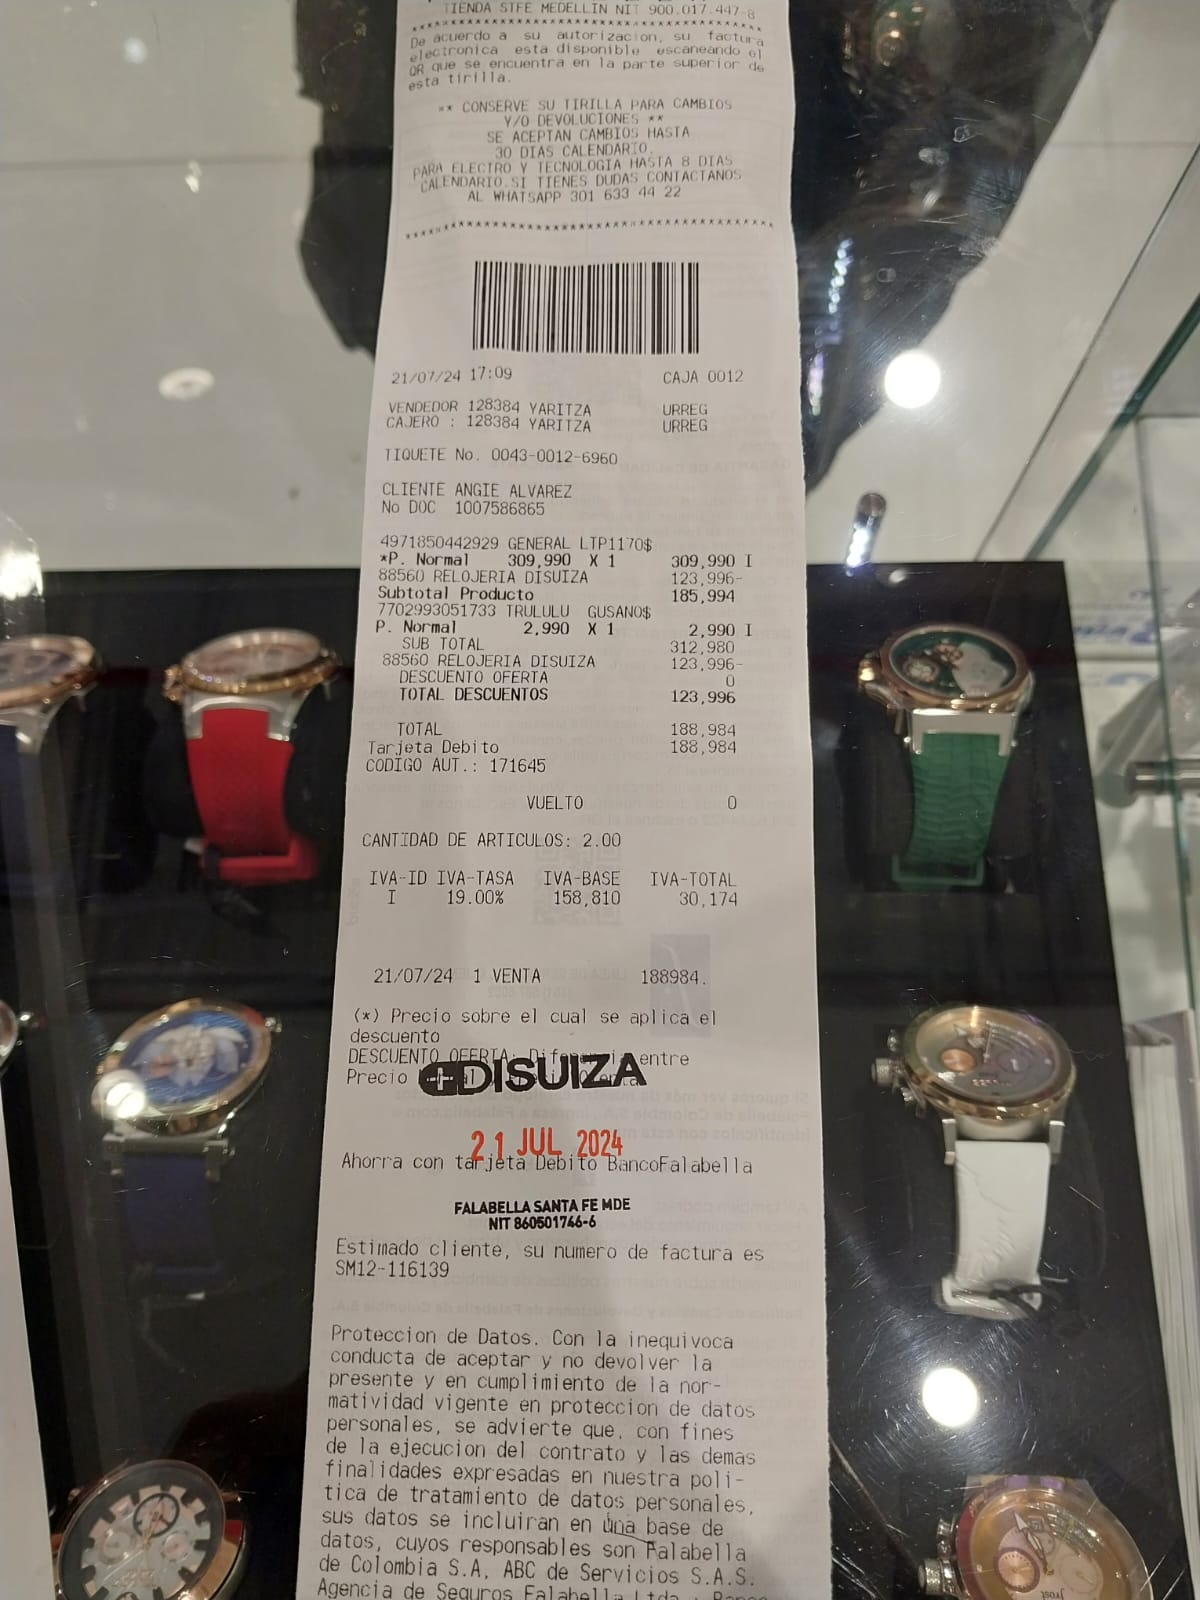 TIENDA STFE MEDELLIN NIT 900.017.447-8
De acuerdo a su autorizacion, su factura
electronica esta disponible escaneando el
QR que se encuentra en la parte superior de
esta tirilla.
** CONSERVE SU TIRILLA PARA CAMBIOS
Y/O DEVOLUCIONES **
SE ACEPTAN CAMBIOS HASTA
30 DIAS CALENDARIO.
PARA ELECTRO Y TECNOLOGIA HASTA 8 DIAS
CALENDARIO.SI TIENES DUDAS CONTACTANOS
AL WHATSAPP 301 633 44 22
21/07/24 17:09 CAJA 0012
VENDEDOR 128384 YARITZA URREG
CAJERO : 128384 YARITZA URREG
TIQUETE No. 0043-0012-6960
CLIENTE ANGIE ALVAREZ
No DOC 1007586865
4971850442929 GENERAL LTP1170$
*P. Normal 309,990 X 1 309,990 I
88560 RELOJERIA DISUIZA 123,996-
Subtotal Producto 185,994
7702993051733 TRULULU GUSANO$
P. Normal 2,990 X 1 2,990 I
SUB TOTAL 312,980
88560 RELOJERIA DISUIZA 123,996-
DESCUENTO OFERTA 0
TOTAL DESCUENTOS 123,996
TOTAL 188,984
Tarjeta Debito 188,984
CODIGO AUT.: 171645
VUELTO 0
CANTIDAD DE ARTICULOS: 2.00
IVA-ID IVA-TASA IVA-BASE IVA-TOTAL
I 19.00% 158,810 30,174
21/07/24 1 VENTA 188984.
(*) Precio sobre el cual se aplica el
descuento
DESCUENTO OFERTA: Diferencia entre
Precio
DISUIZA
21 JUL 2024
Ahorra con tarjeta Debito BancoFalabella
FALABELLA SANTA FE MDE
NIT 860501746-6
Estimado cliente, su numero de factura es
SM12-116139
Proteccion de Datos. Con la inequivoca
conducta de aceptar y no devolver la
presente y en cumplimiento de la nor-
matividad vigente en proteccion de datos
personales, se advierte que, con fines
de la ejecucion del contrato y las demas
finalidades expresadas en nuestra poli-
tica de tratamiento de datos personales,
sus datos se incluiran en una base de
datos, cuyos responsables son Falabella
de Colombia S.A, ABC de Servicios S.A.S.
Agencia de Seguros Falabella Ltda